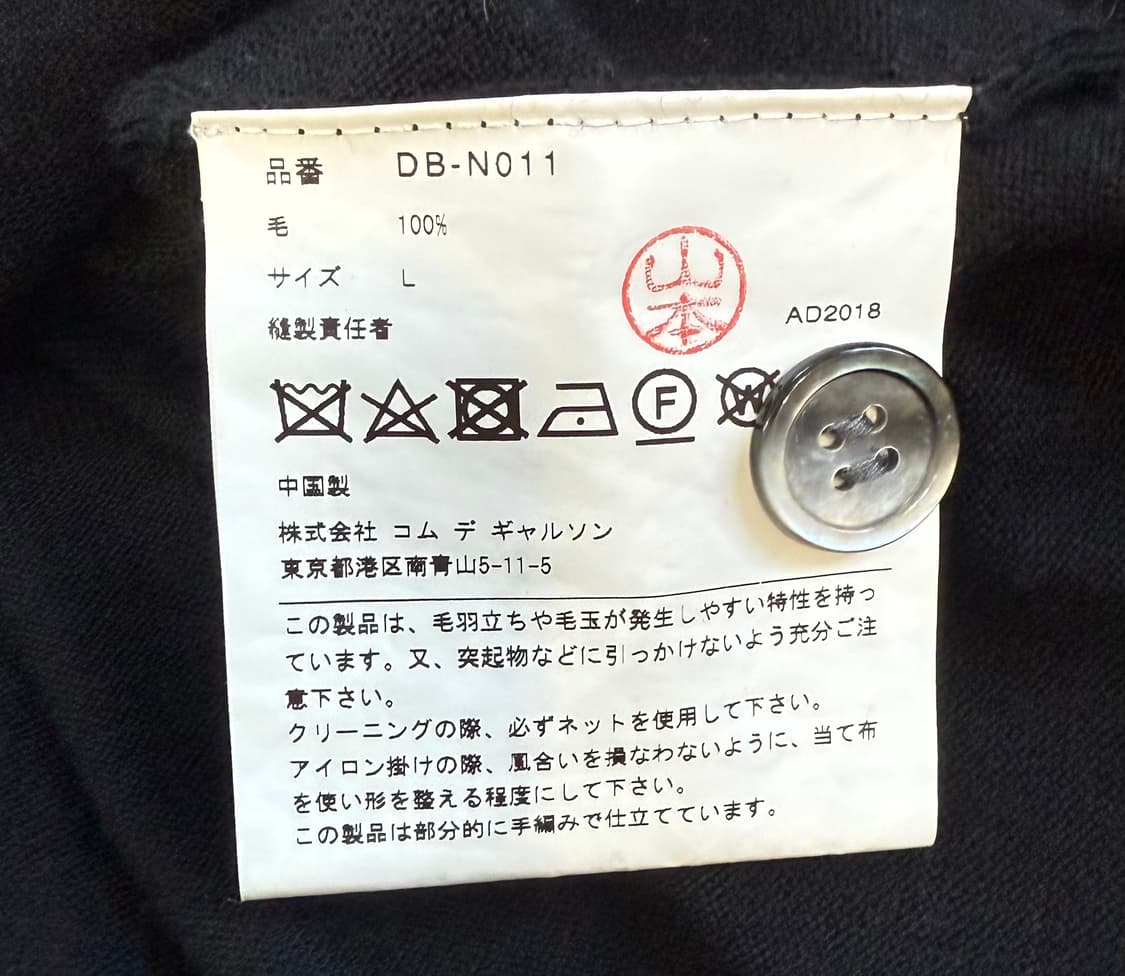 品番 DB-N011
毛 100%
サイズ L
縫製責任者 山本
AD2018
F W
中国製
株式会社 コム デ ギャルソン
東京都港区南青山5-11-5
この製品は、毛羽立ちや毛玉が発生しやすい特性を持っ
ています。又、突起物などに引っかけないよう充分ご注
意下さい。
クリーニングの際、必ずネットを使用して下さい。
アイロン掛けの際、風合いを損なわないように、当て布
を使い形を整える程度にして下さい。
この製品は部分的に手編みで仕立てています。